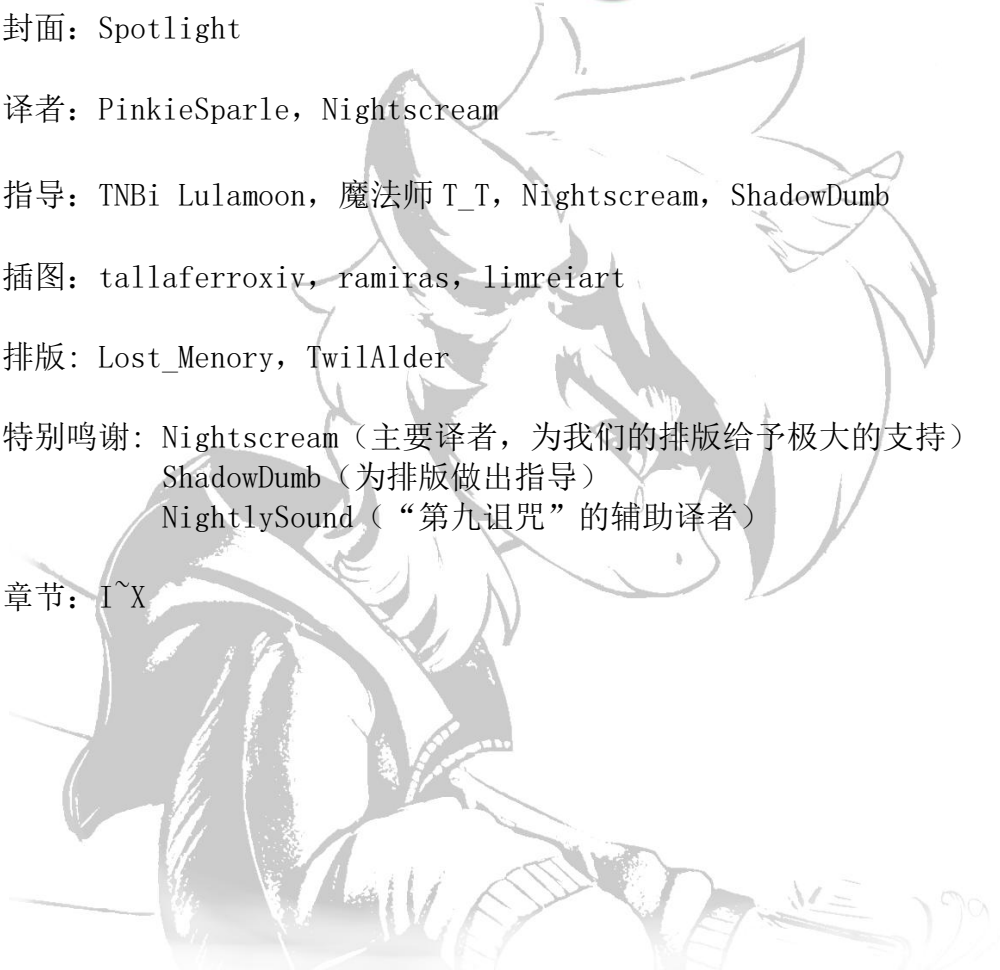 封面：Spotlight
译者：PinkieSparle，Nightscream
指导：TNBi Lulamoon，魔法师 T_T，Nightscream，ShadowDumb
插图：tallaferroxiv，ramiras，limreiart
排版: Lost_Menory，TwilAlder
特别鸣谢: Nightscream（主要译者，为我们的排版给予极大的支持）
ShadowDumb（为排版做出指导）
NightlySound（“第九诅咒”的辅助译者）
章节：I~X